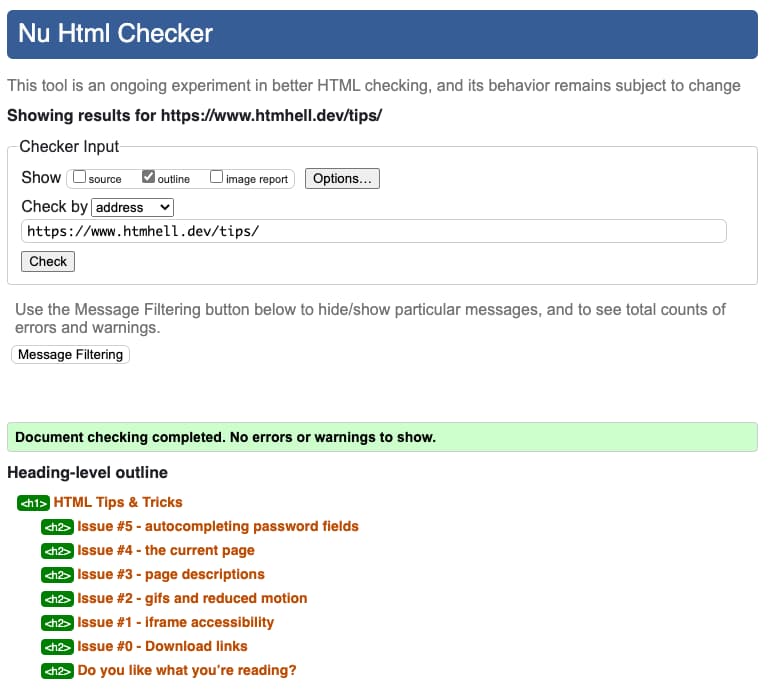 Nu Html Checker
This tool is an ongoing experiment in better HTML checking, and its behavior remains subject to change
Showing results for https://www.htmhell.dev/tips/
Checker Input
Show source outline image report Options...
Check by address
https://www.htmhell.dev/tips/
Check
Use the Message Filtering button below to hide/show particular messages, and to see total counts of
errors and warnings.
Message Filtering
Document checking completed. No errors or warnings to show.
Heading-level outline
<h1> HTML Tips & Tricks
<h2> Issue #5 - autocompleting password fields
<h2> Issue #4 - the current page
<h2> Issue #3 - page descriptions
<h2> Issue #2 - gifs and reduced motion
<h2> Issue #1 - iframe accessibility
<h2> Issue #0 - Download links
<h2> Do you like what you're reading?